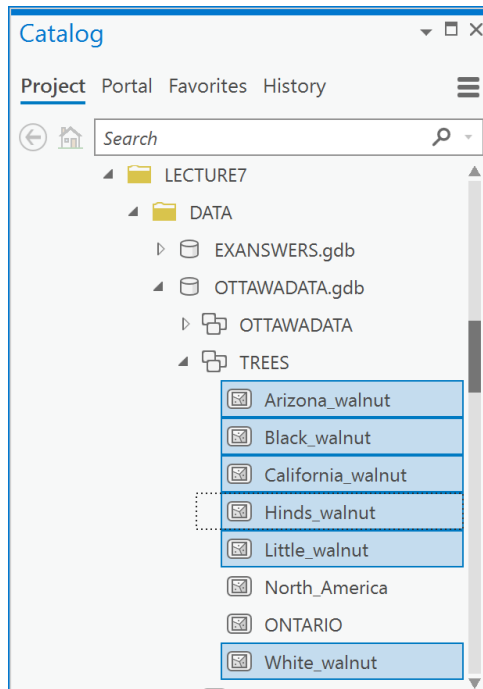 Catalog
Project Portal Favorites History
Search
LECTURE7
DATA
EXANSWERS.gdb
OTTAWADATA.gdb
OTTAWADATA
TREES
Arizona_walnut
Black_walnut
California_walnut
Hinds_walnut
Little_walnut
North_America
ONTARIO
White_walnut